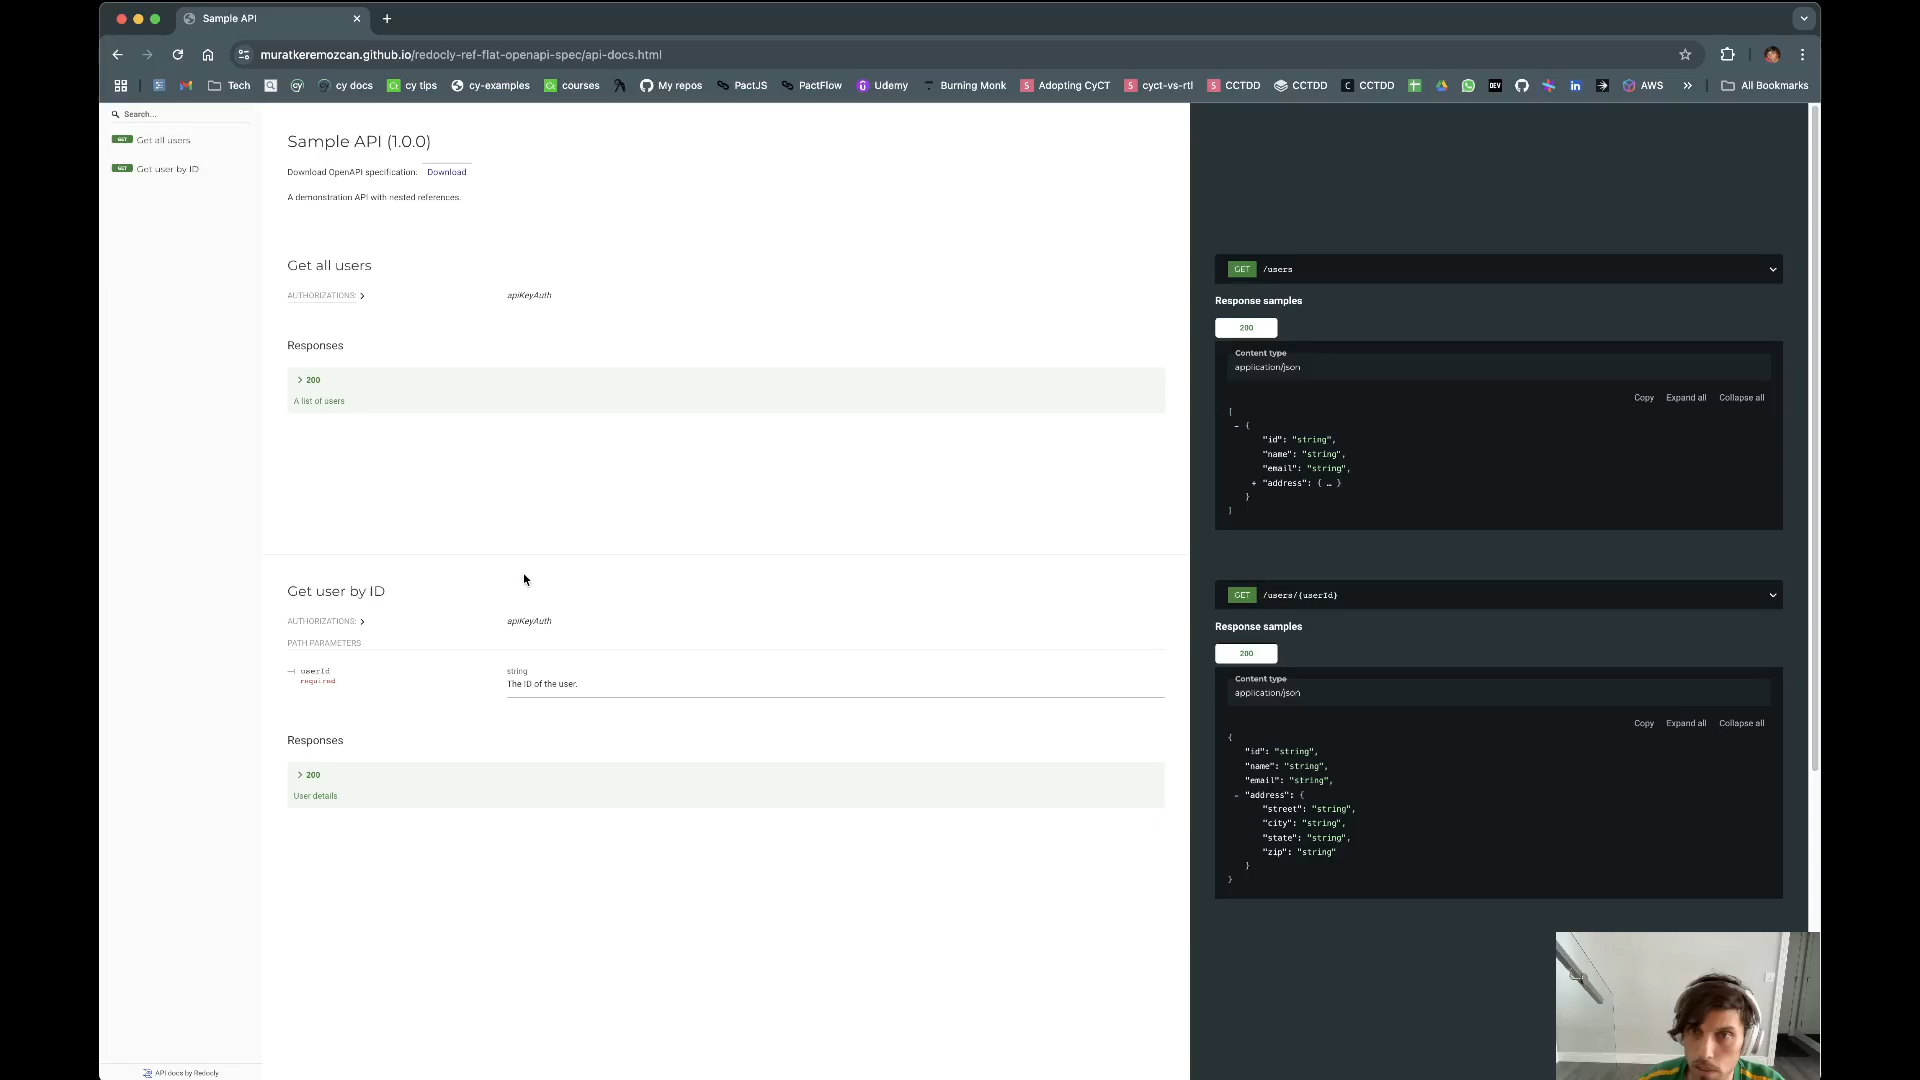 Sample API
muratkeremozcan.github.io/redocly-ref-flat-openapi-spec/api-docs.html
Tech
cy docs
cy tips
cy-examples
courses
My repos
PactJS
PactFlow
Udemy
Burning Monk
Adopting CyCT
cyct-vs-rtl
CCTDD
CCTDD
CCTDD
AWS
All Bookmarks
Search...
GET Get all users
GET Get user by ID
API docs by Redocly
Sample API (1.0.0)
Download OpenAPI specification: Download
A demonstration API with nested references.
Get all users
AUTHORIZATIONS: apiKeyAuth
Responses
200
A list of users
GET /users
Response samples
200
Content type
application/json
Copy Expand all Collapse all
[
- {
"id": "string",
"name": "string",
"email": "string",
+ "address": { … }
}
]
Get user by ID
AUTHORIZATIONS: apiKeyAuth
PATH PARAMETERS
userId string
required The ID of the user.
Responses
200
User details
GET /users/{userId}
Response samples
200
Content type
application/json
Copy Expand all Collapse all
{
"id": "string",
"name": "string",
"email": "string",
- "address": {
"street": "string",
"city": "string",
"state": "string",
"zip": "string"
}
}